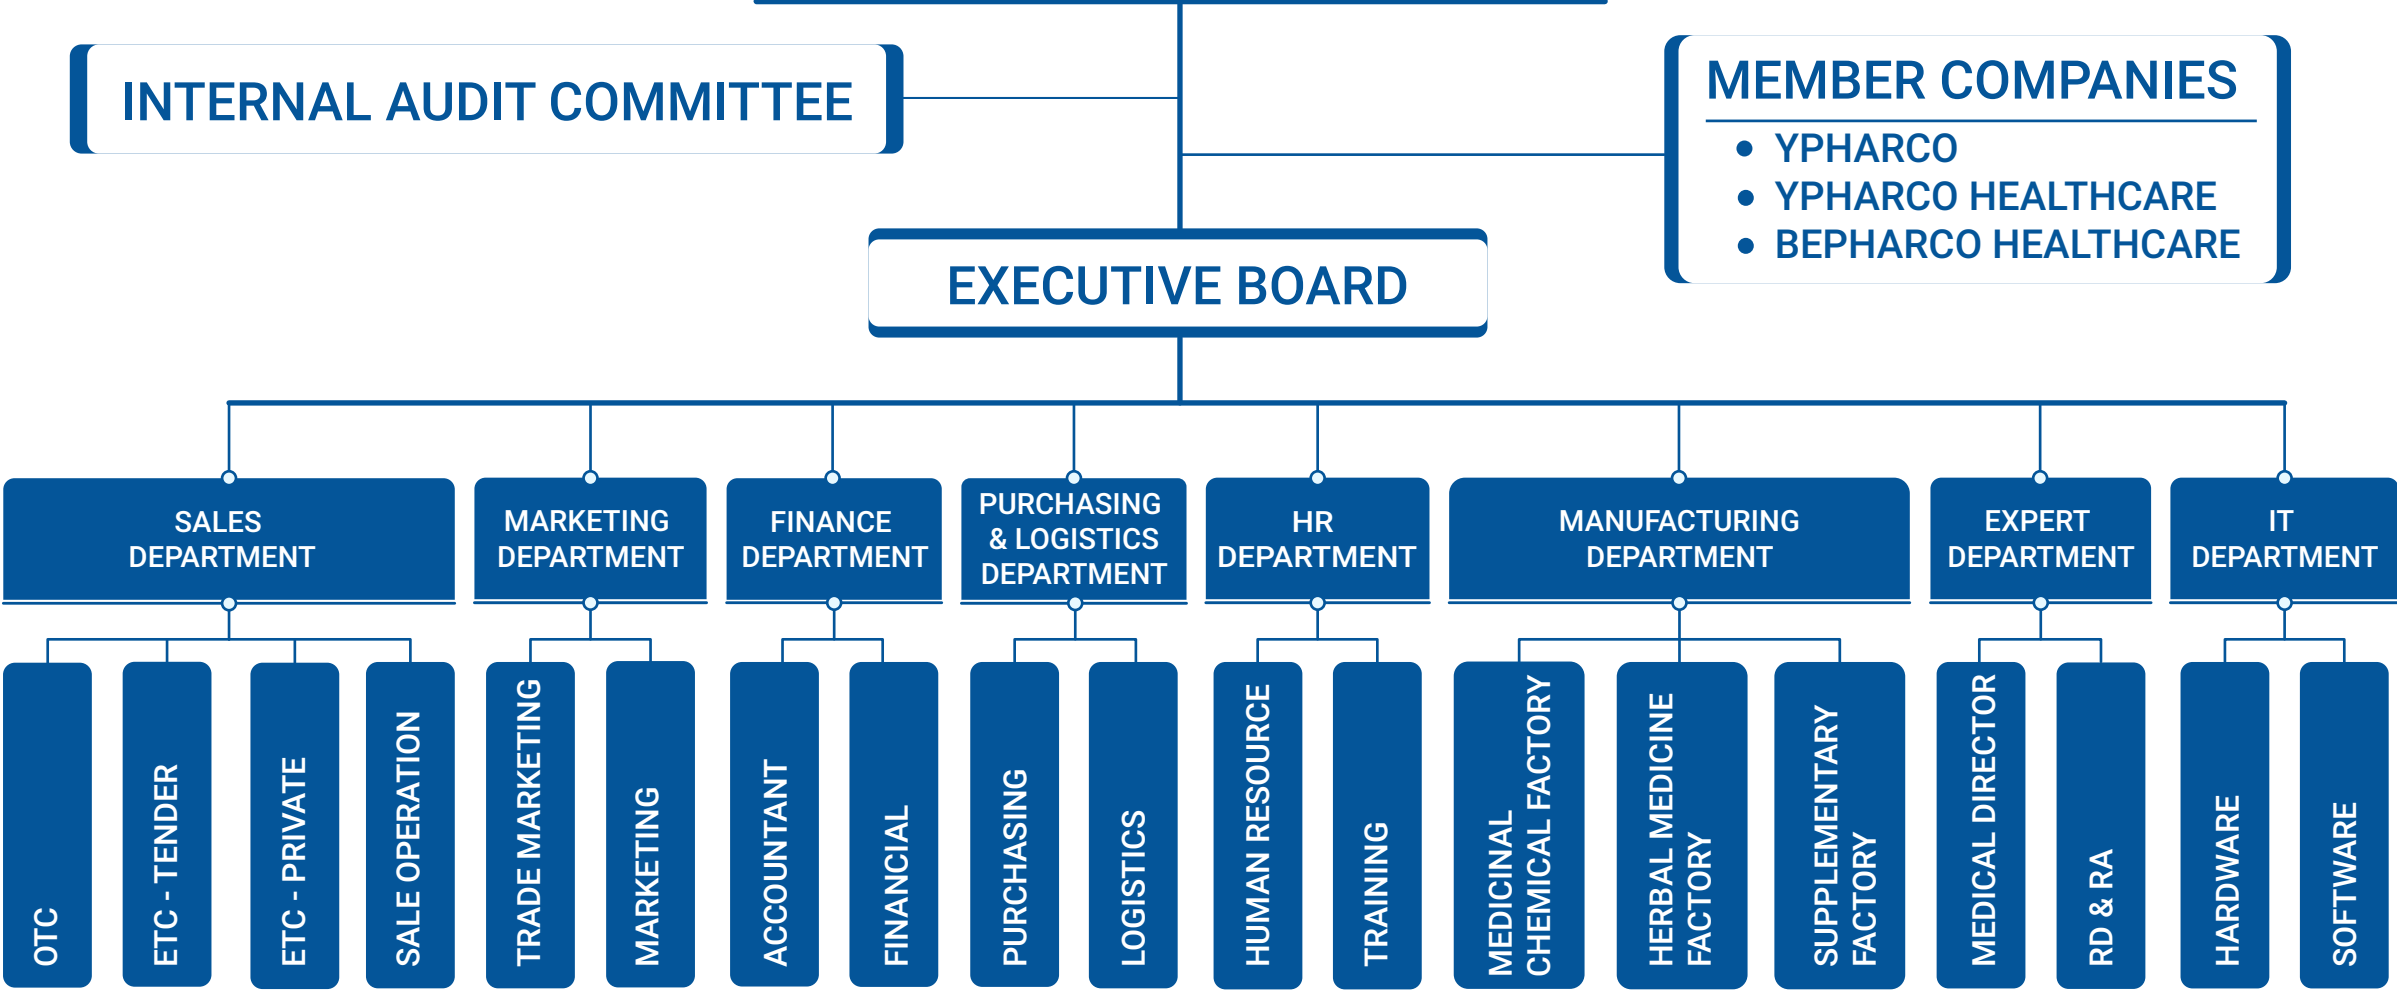 INTERNAL AUDIT COMMITTEE
MEMBER COMPANIES
• YPHARCO
• YPHARCO HEALTHCARE
• BEPHARCO HEALTHCARE
EXECUTIVE BOARD
SALES
DEPARTMENT
MARKETING
DEPARTMENT
FINANCE
DEPARTMENT
PURCHASING
& LOGISTICS
DEPARTMENT
HR
DEPARTMENT
MANUFACTURING
DEPARTMENT
EXPERT
DEPARTMENT
IT
DEPARTMENT
OTC
ETC - TENDER
ETC - PRIVATE
SALE OPERATION
TRADE MARKETING
MARKETING
ACCOUNTANT
FINANCIAL
PURCHASING
LOGISTICS
HUMAN RESOURCE
TRAINING
MEDICINAL
CHEMICAL FACTORY
HERBAL MEDICINE
FACTORY
SUPPLEMENTARY
FACTORY
MEDICAL DIRECTOR
RD & RA
HARDWARE
SOFTWARE